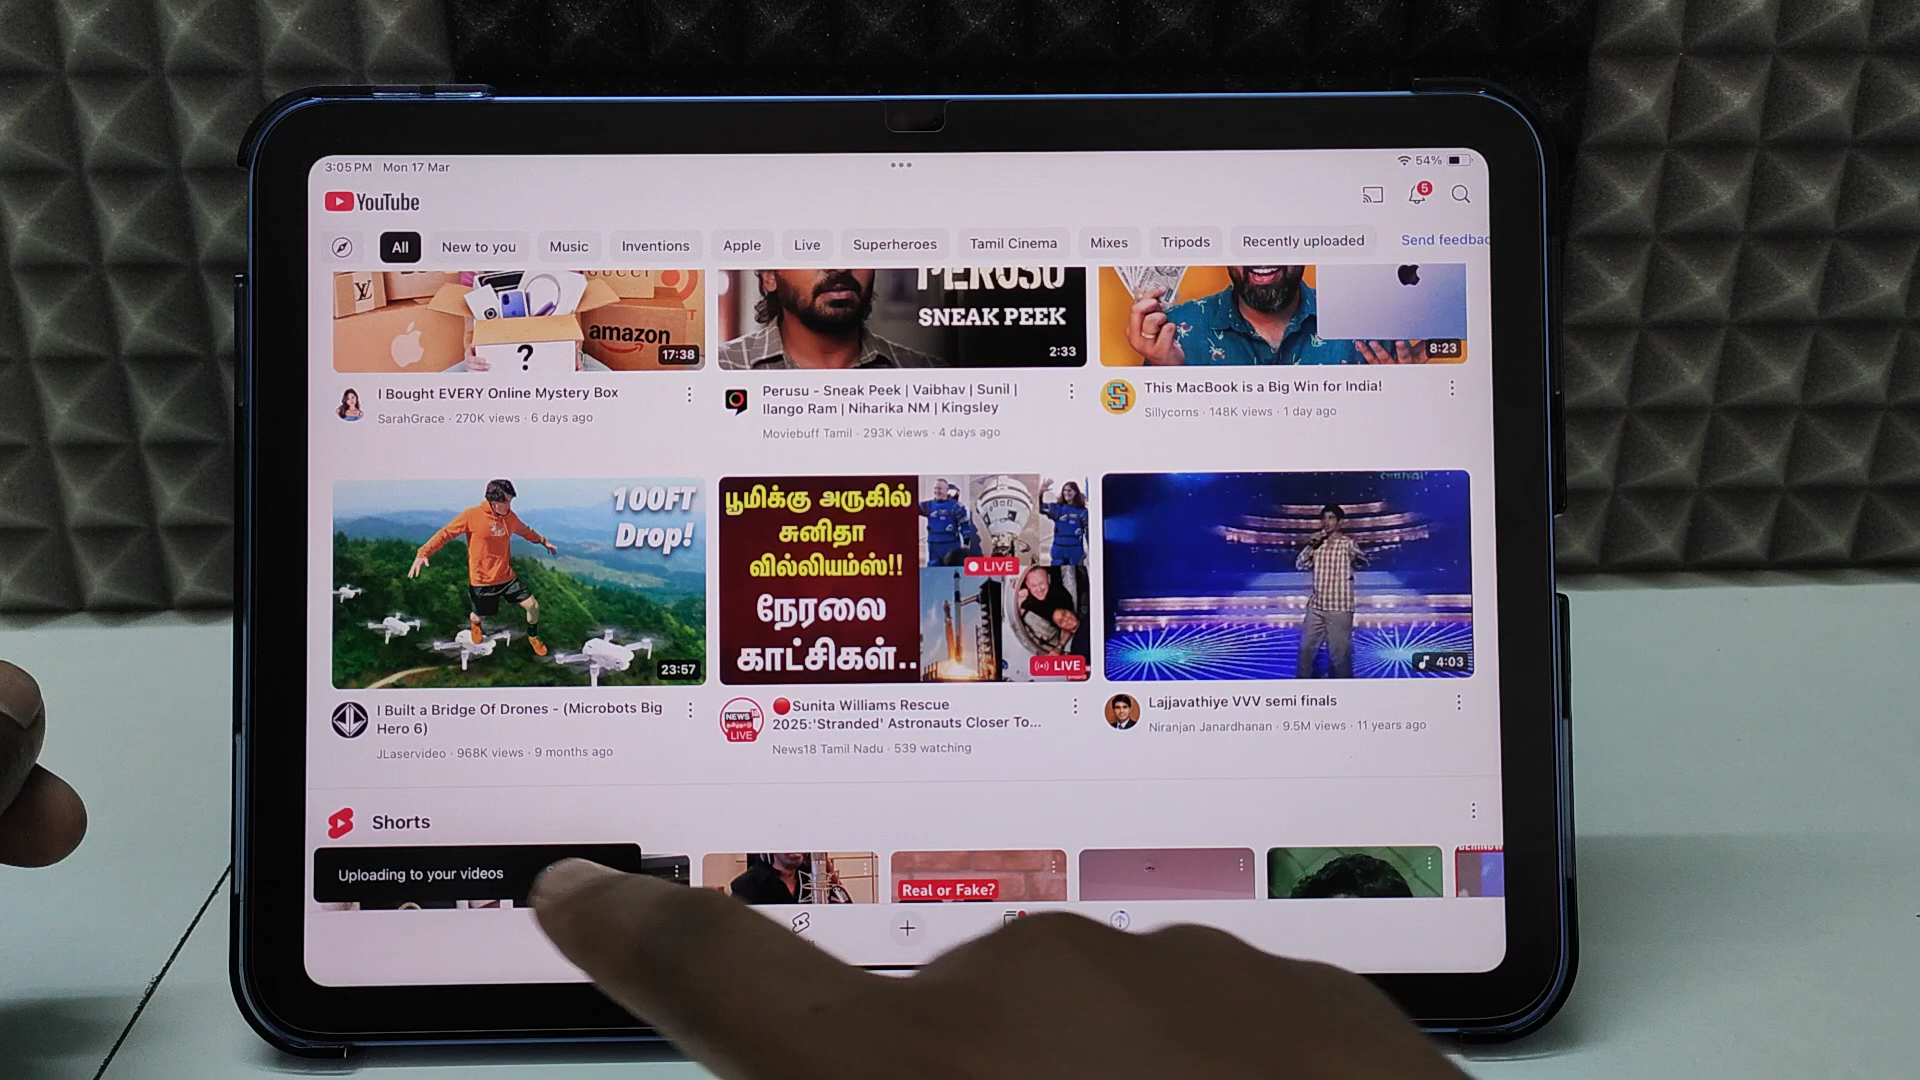 3:05 PM Mon 17 Mar
54%
YouTube
5
All
New to you
Music
Inventions
Apple
Live
Superheroes
Tamil Cinema
Mixes
Tripods
Recently uploaded
Send feedbac
GUCCI
LV
amazon
?
17:38
PERUSU
SNEAK PEEK
2:33
8:23
I Bought EVERY Online Mystery Box
SarahGrace · 270K views · 6 days ago
Perusu - Sneak Peek | Vaibhav | Sunil |
Ilango Ram | Niharika NM | Kingsley
Moviebuff Tamil · 293K views · 4 days ago
This MacBook is a Big Win for India!
Sillycorns · 148K views · 1 day ago
100FT
Drop!
23:57
பூமிக்கு அருகில்
சுனிதா
வில்லியம்ஸ்!!
நேரலை
காட்சிகள்..
LIVE
LIVE
4:03
I Built a Bridge Of Drones - (Microbots Big
Hero 6)
JLaservideo · 968K views · 9 months ago
NEWS
LIVE
Sunita Williams Rescue
2025:'Stranded' Astronauts Closer To...
News18 Tamil Nadu · 539 watching
Lajjavathiye VVV semi finals
Niranjan Janardhanan · 9.5M views · 11 years ago
Shorts
Uploading to your videos
Real or Fake?